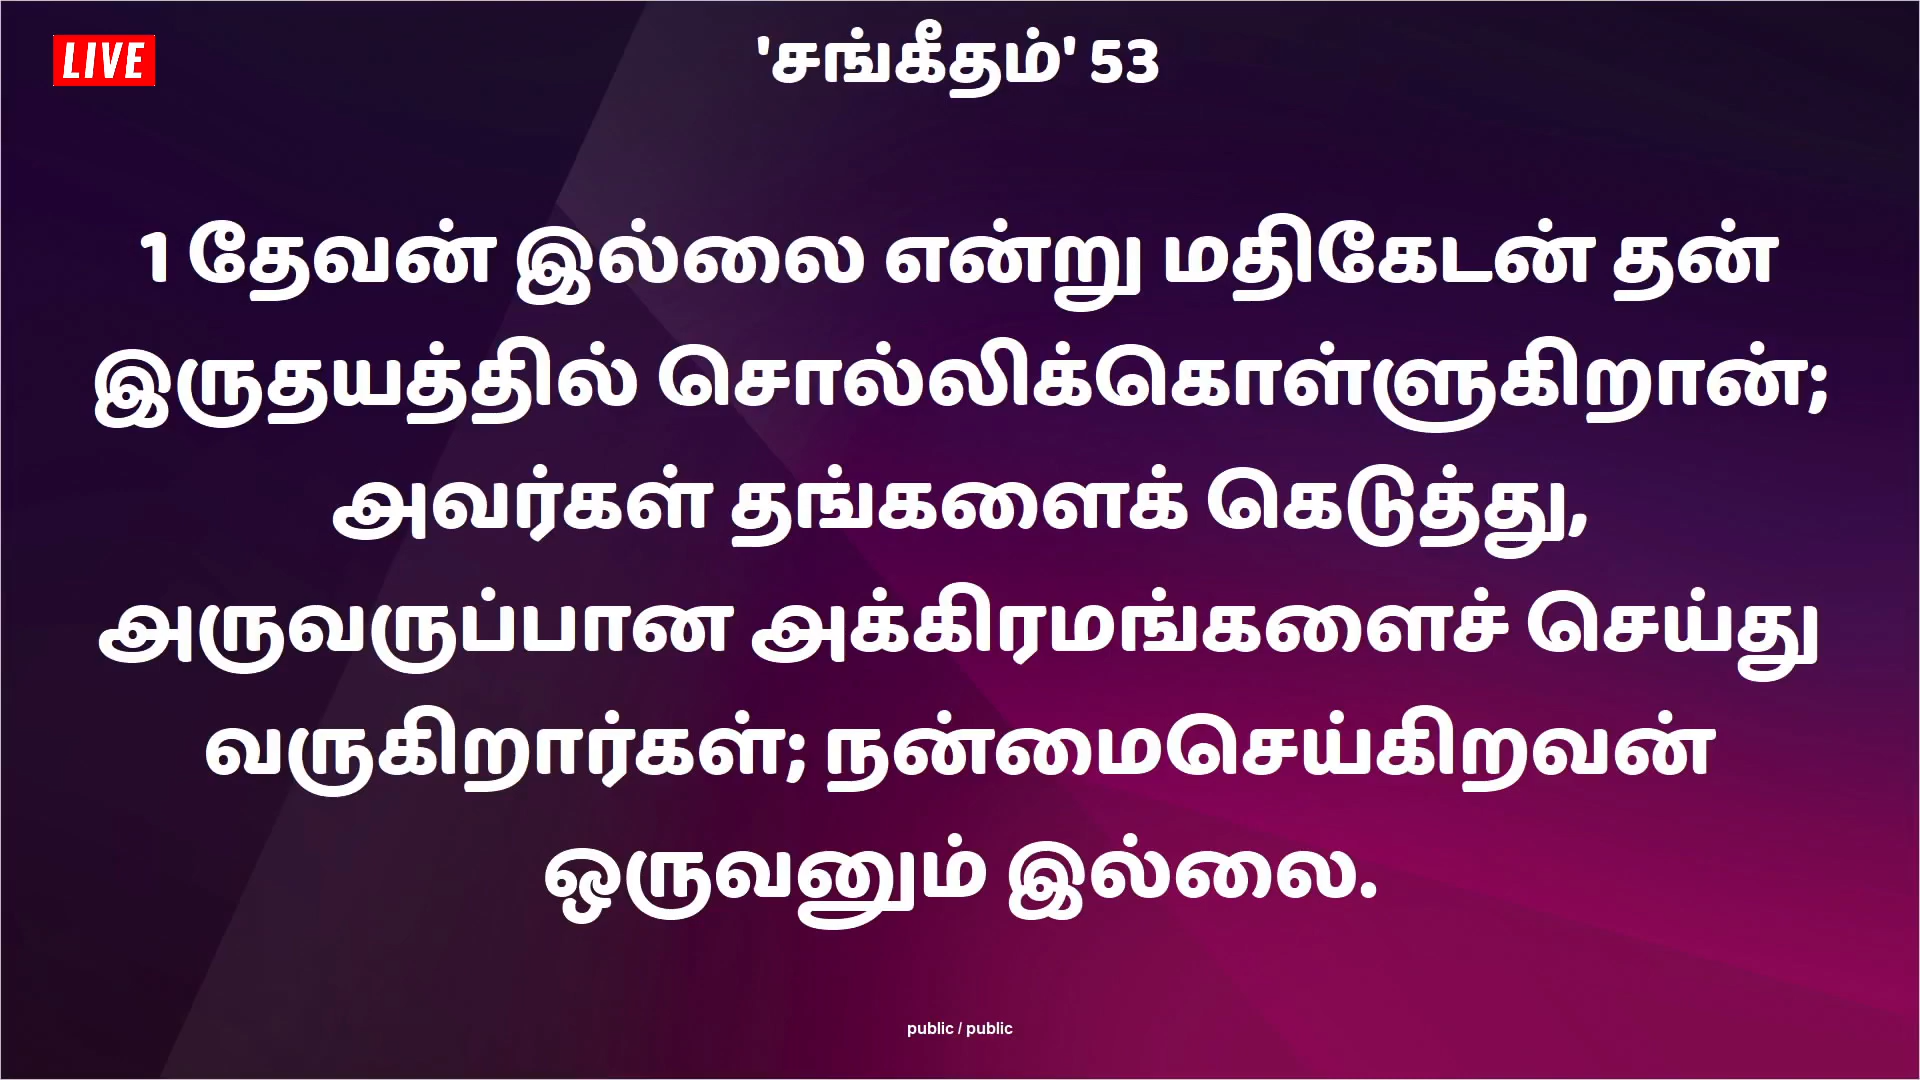 LIVE
'சங்கீதம்' 53
1 தேவன் இல்லை என்று மதிகேடன் தன்
இருதயத்தில் சொல்லிக்கொள்ளுகிறான்;
அவர்கள் தங்களைக் கெடுத்து,
அருவருப்பான அக்கிரமங்களைச் செய்து
வருகிறார்கள்; நன்மைசெய்கிறவன்
ஒருவனும் இல்லை.
public / public